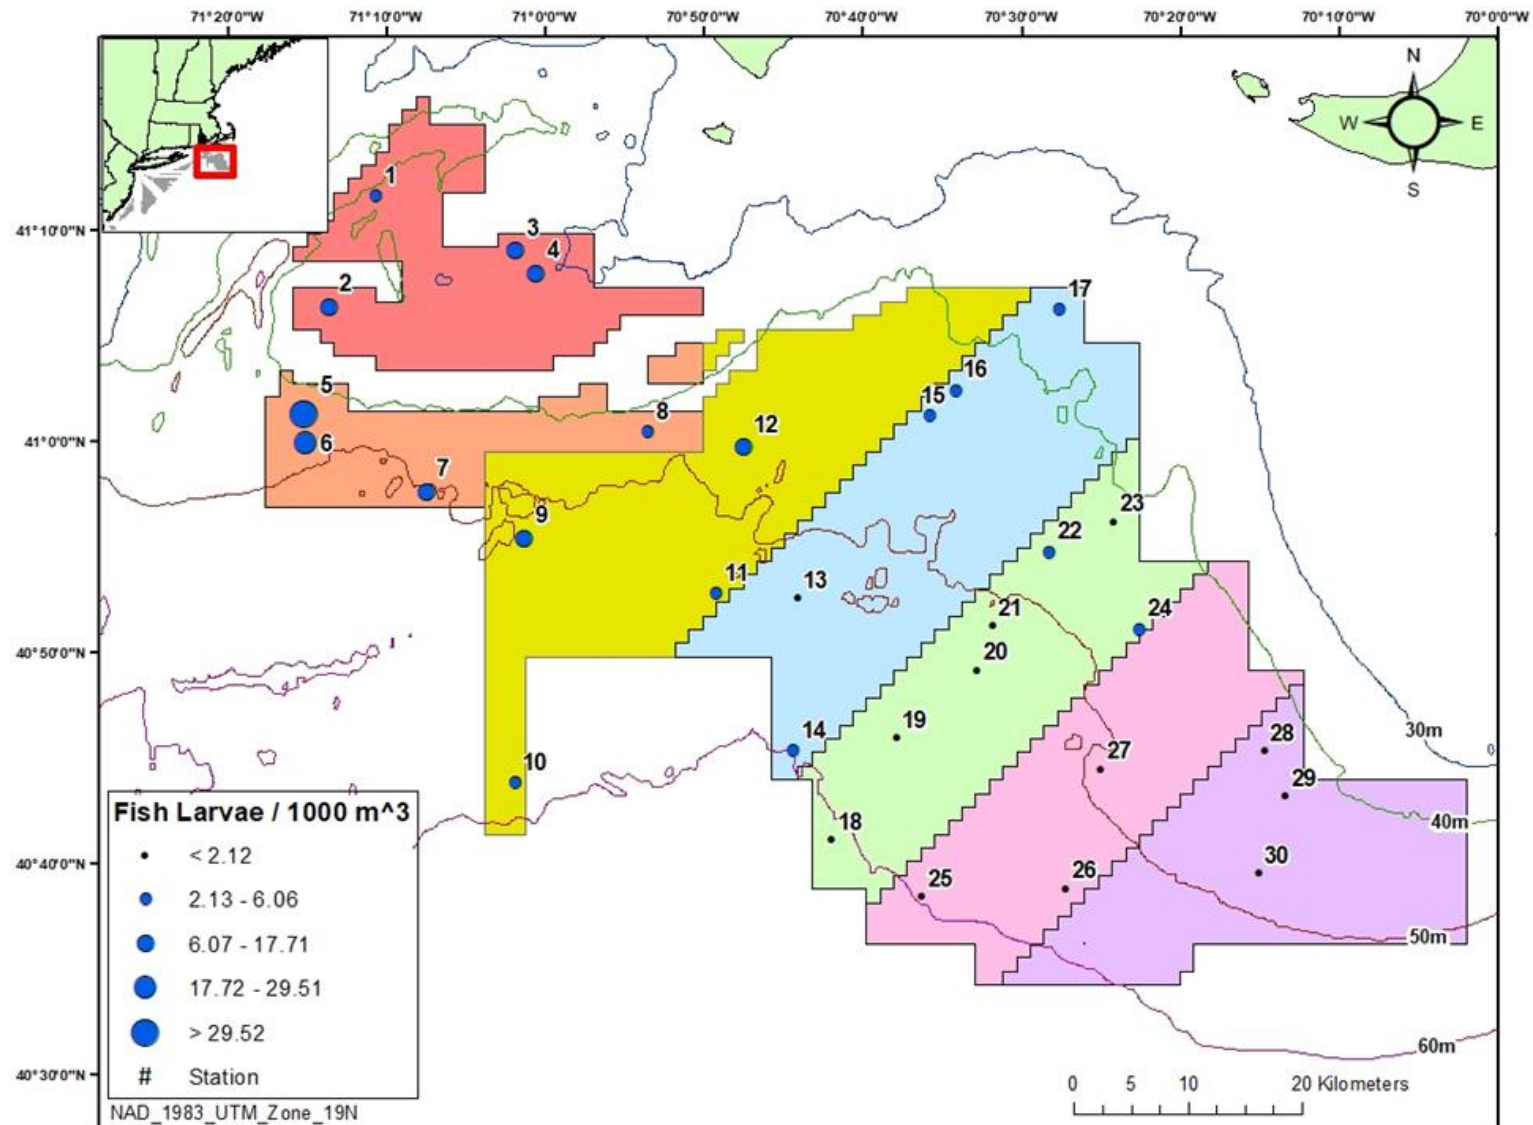 71°20'0"W 71°10'0"W 71°0'0"W 70°50'0"W 70°40'0"W 70°30'0"W 70°20'0"W 70°10'0"W 70°0'0"W
N
W E
S
1
41°10'0"N
3
4
2
17
16
5
15
8
12
41°0'0"N
6
7
23
9
22
11
13
21
24
20
40°50'0"N
19
14
30m
28
27
10
29
Fish Larvae / 1000 m^3
18
40m
< 2.12
30
40°40'0"N
26
25
2.13 - 6.06
50m
6.07 - 17.71
17.72 - 29.51
> 29.52
60m
40°30'0"N
# Station
0 5 10 20 Kilometers
NAD_1983_UTM_Zone_19N